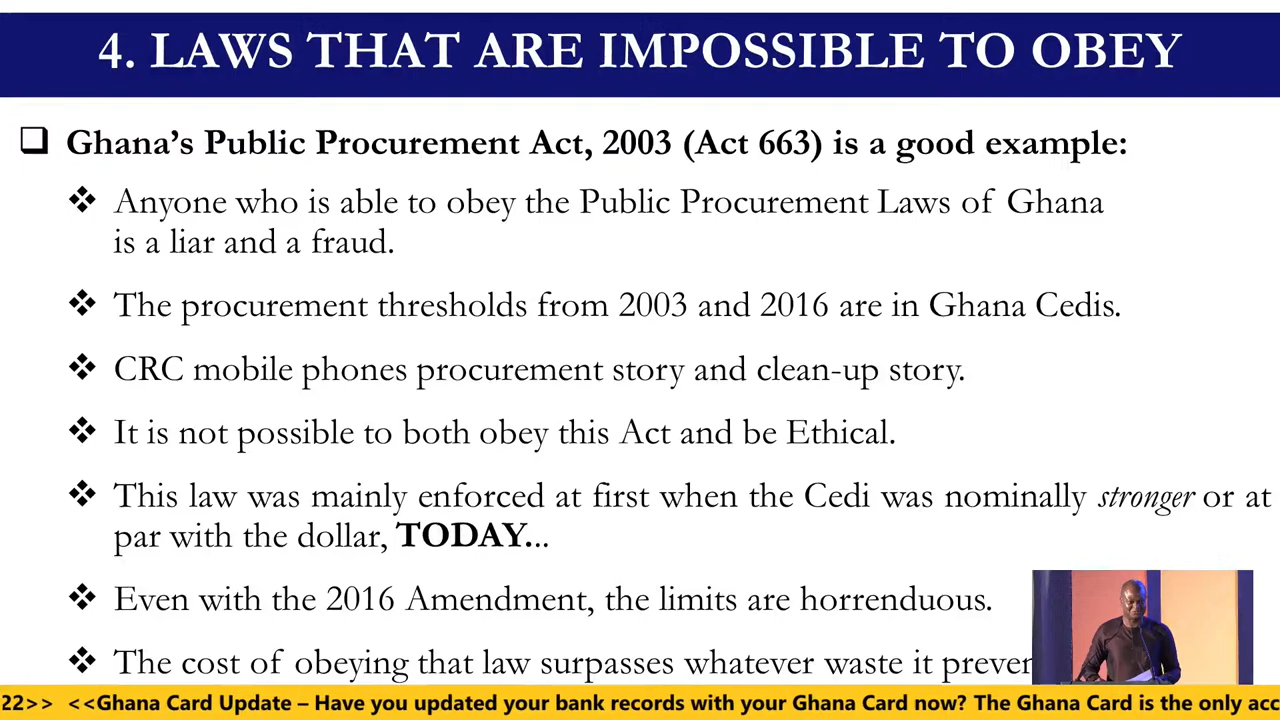 4. LAWS THAT ARE IMPOSSIBLE TO OBEY
Ghana's Public Procurement Act, 2003 (Act 663) is a good example:
Anyone who is able to obey the Public Procurement Laws of Ghana
is a liar and a fraud.
The procurement thresholds from 2003 and 2016 are in Ghana Cedis.
CRC mobile phones procurement story and clean-up story.
It is not possible to both obey this Act and be Ethical.
This law was mainly enforced at first when the Cedi was nominally stronger or at
par with the dollar, TODAY...
Even with the 2016 Amendment, the limits are horrenduous.
The cost of obeying that law surpasses whatever waste it
22>> <<Ghana Card Update – Have you updated your bank records with your Ghana Card now? The Ghana Card is the only